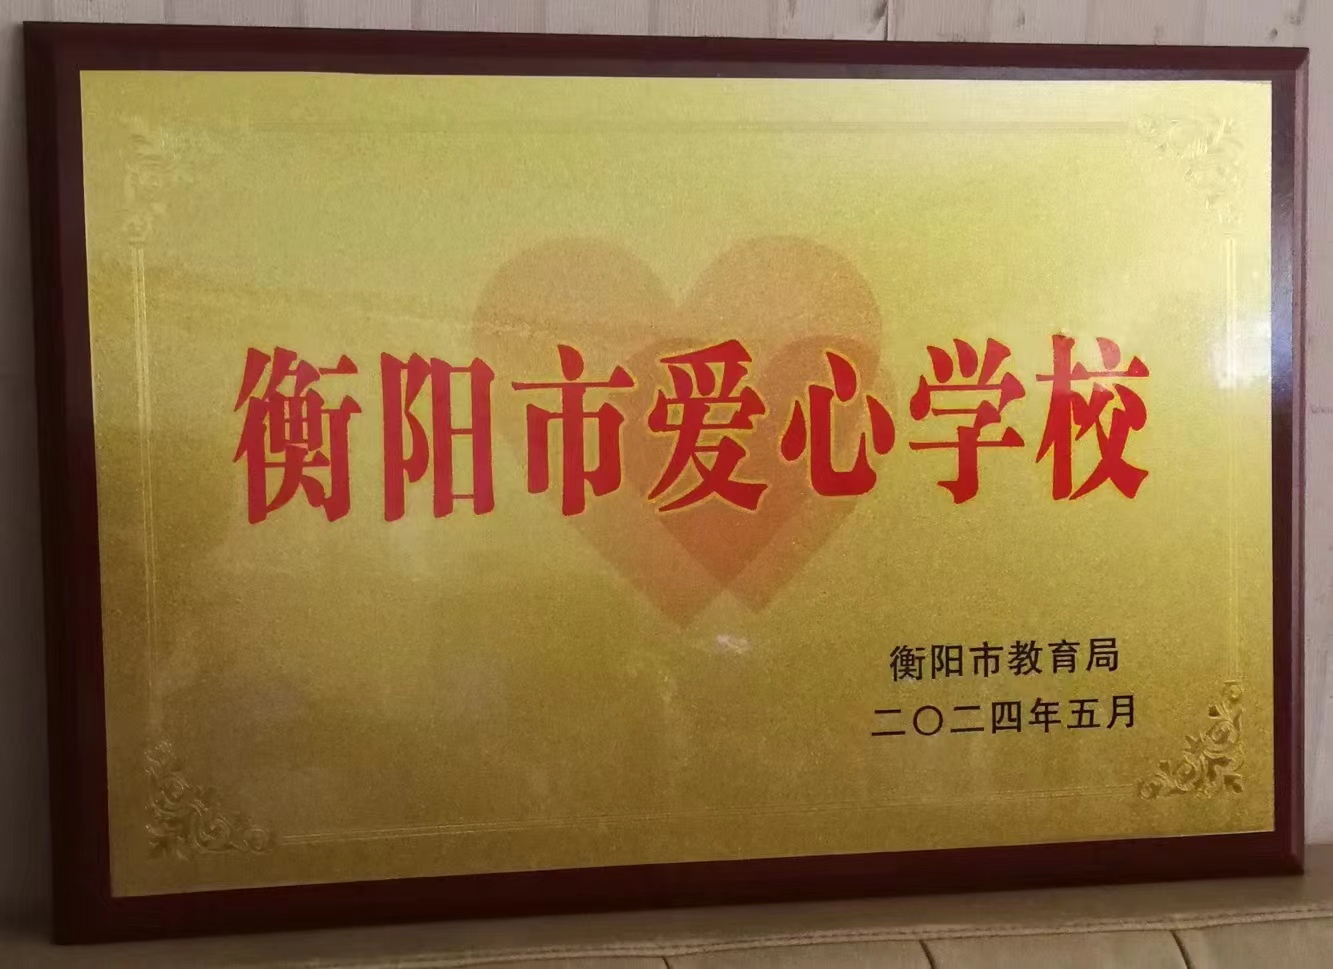 衡阳市爱心学校
衡阳市教育局
二〇二四年五月